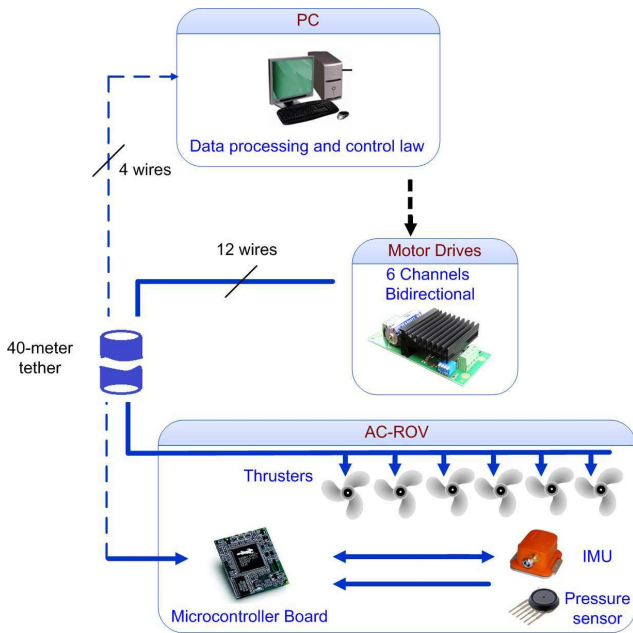 PC
Data processing and control law
4 wires
12 wires
Motor Drives
6 Channels
Bidirectional
40-meter
tether
AC-ROV
Thrusters
IMU
Microcontroller Board
Pressure
sensor